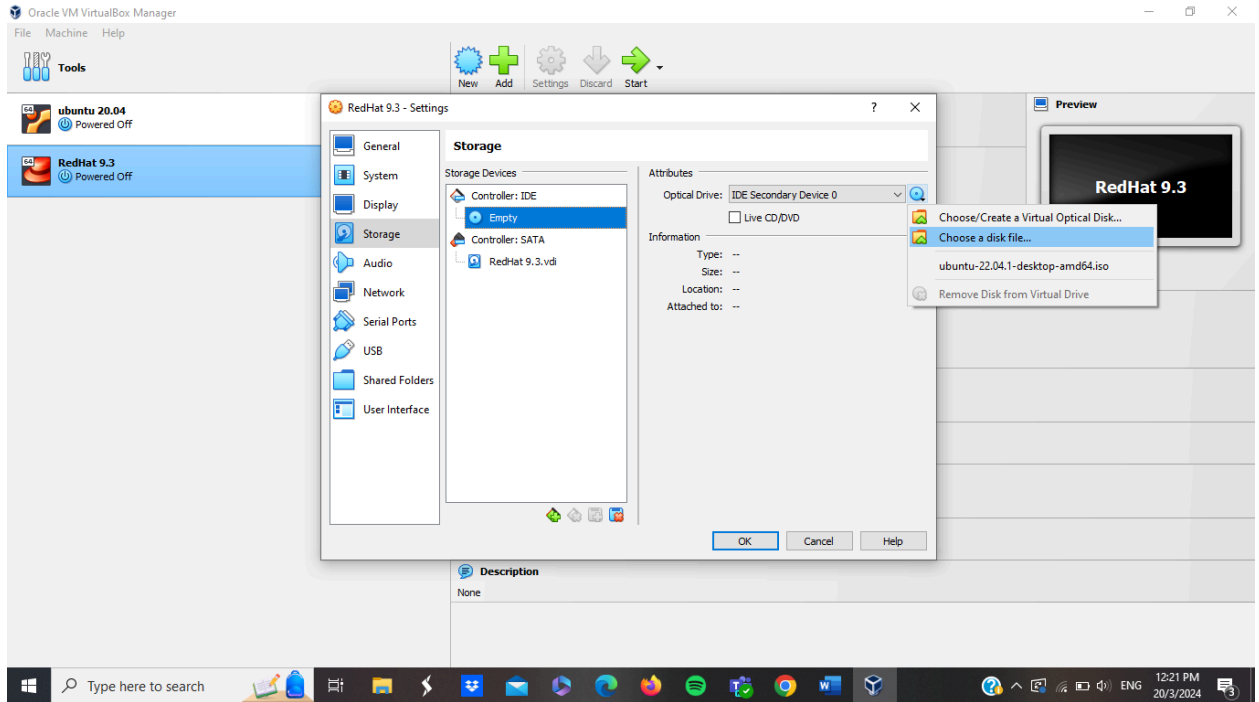 Oracle VM VirtualBox Manager
File Machine Help
Tools
New Add Settings Discard Start
64 ubuntu 20.04
Powered Off
64 RedHat 9.3
Powered Off
Preview
RedHat 9.3
RedHat 9.3 - Settings ?
General
System
Display
Storage
Audio
Network
Serial Ports
USB
Shared Folders
User Interface
Storage
Storage Devices
Controller: IDE
Empty
Controller: SATA
RedHat 9.3.vdi
Attributes
Optical Drive: IDE Secondary Device 0
Live CD/DVD
Information
Type: --
Size: --
Location: --
Attached to: --
Choose/Create a Virtual Optical Disk...
Choose a disk file...
ubuntu-22.04.1-desktop-amd64.iso
Remove Disk from Virtual Drive
OK Cancel Help
Description
None
Type here to search
ENG
12:21 PM
20/3/2024
3